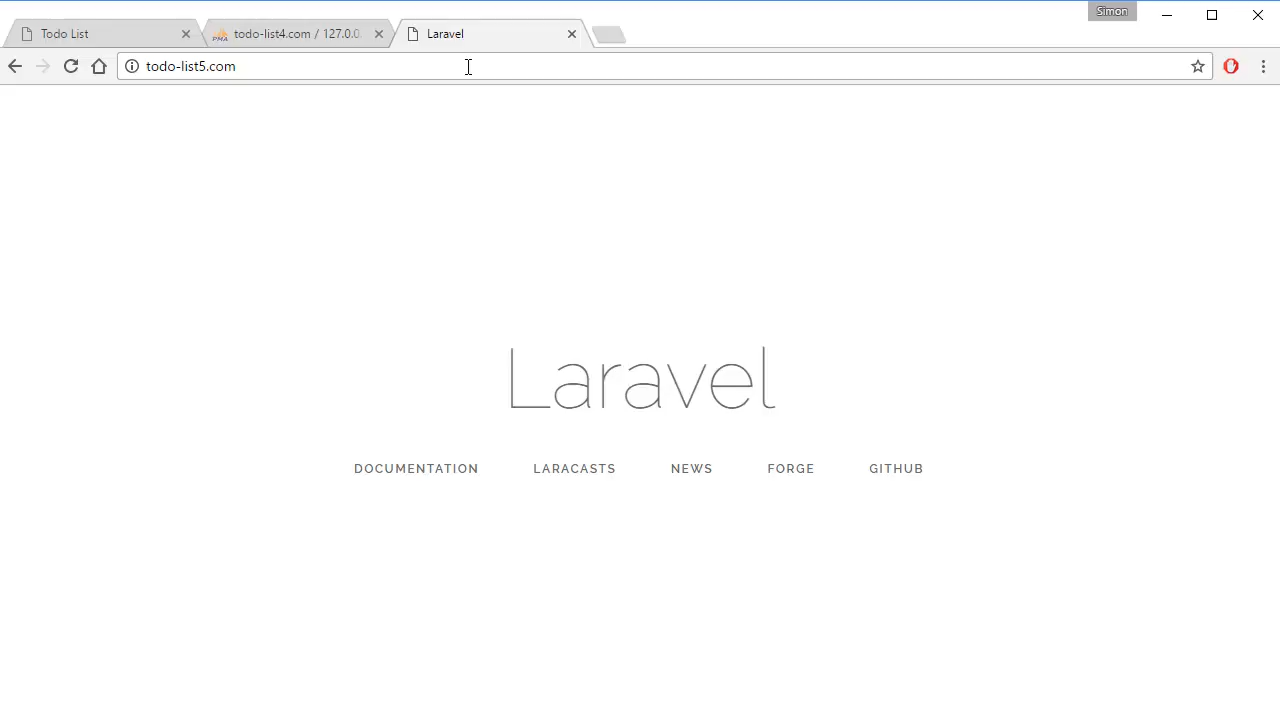 Simon
Todo List
PMA todo-list4.com / 127.0.0.
Laravel
todo-list5.com
Laravel
DOCUMENTATION LARACASTS NEWS FORGE GITHUB